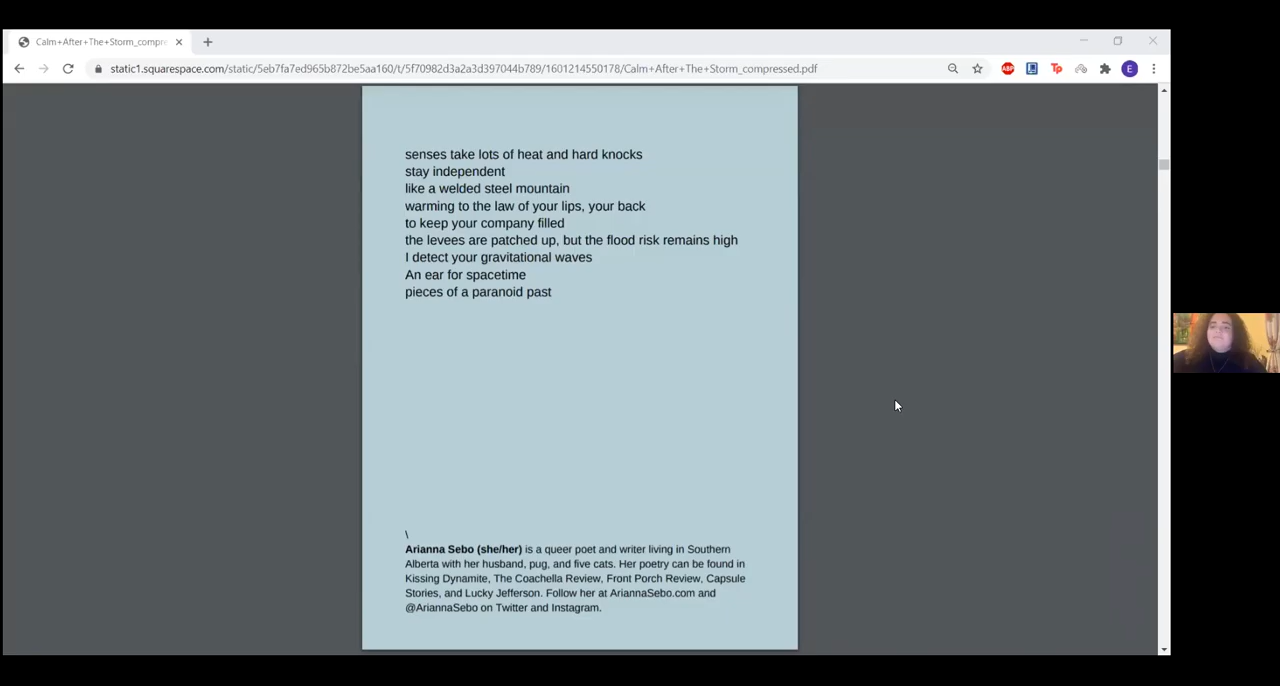 Calm+After+The+Storm_compre
static1.squarespace.com/static/5eb7fa7ed965b872be5aa160/t/5f70982d3a2a3d397044b789/1601214550178/Calm+After+The+Storm_compressed.pdf
ABP
Tp
E
senses take lots of heat and hard knocks
stay independent
like a welded steel mountain
warming to the law of your lips, your back
to keep your company filled
the levees are patched up, but the flood risk remains high
I detect your gravitational waves
An ear for spacetime
pieces of a paranoid past
\
Arianna Sebo (she/her) is a queer poet and writer living in Southern
Alberta with her husband, pug, and five cats. Her poetry can be found in
Kissing Dynamite, The Coachella Review, Front Porch Review, Capsule
Stories, and Lucky Jefferson. Follow her at AriannaSebo.com and
@AriannaSebo on Twitter and Instagram.